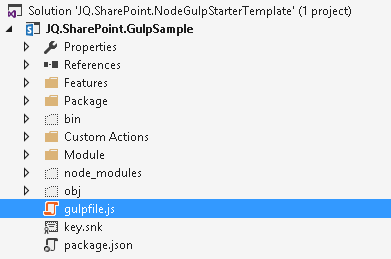 Solution 'JQ.SharePoint.NodeGulpStarterTemplate' (1 project)
JQ.SharePoint.GulpSample
Properties
References
Features
Package
bin
Custom Actions
Module
node_modules
obj
gulpfile.js
key.snk
package.json